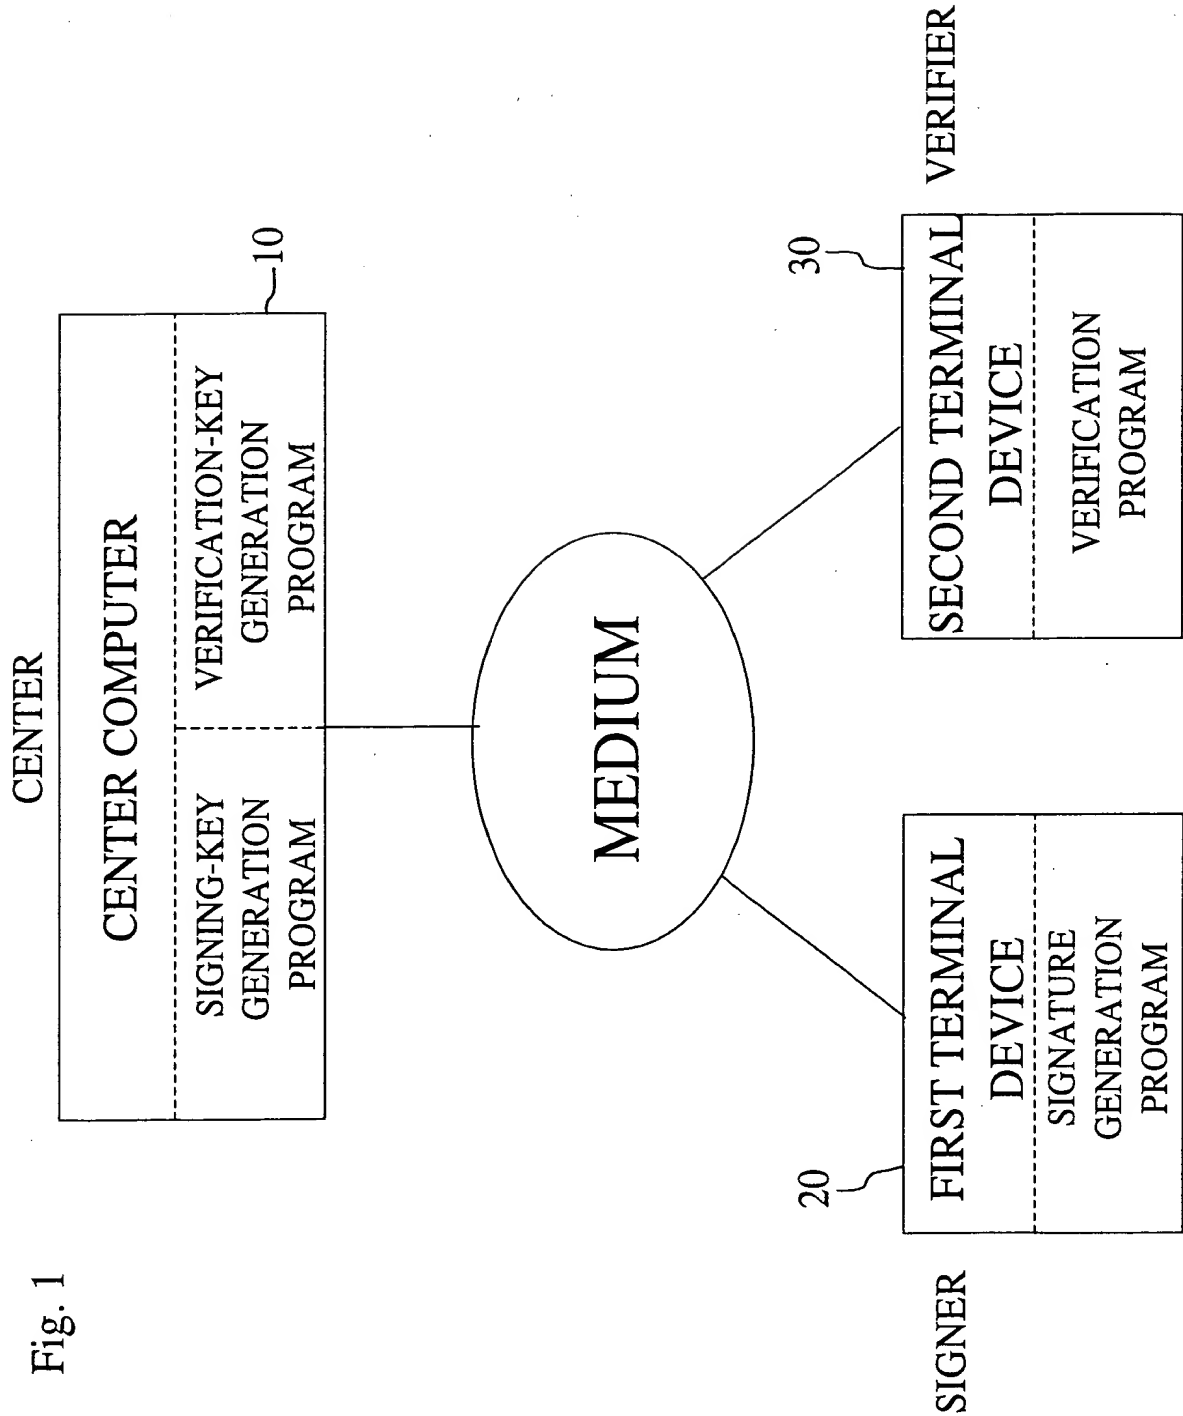 Fig. 1
CENTER
CENTER COMPUTER
SIGNING-KEY
GENERATION
PROGRAM
VERIFICATION-KEY
GENERATION
PROGRAM
10
MEDIUM
20
30
SIGNER
FIRST TERMINAL
DEVICE
SIGNATURE
GENERATION
PROGRAM
SECOND TERMINAL
DEVICE
VERIFICATION
PROGRAM
VERIFIER